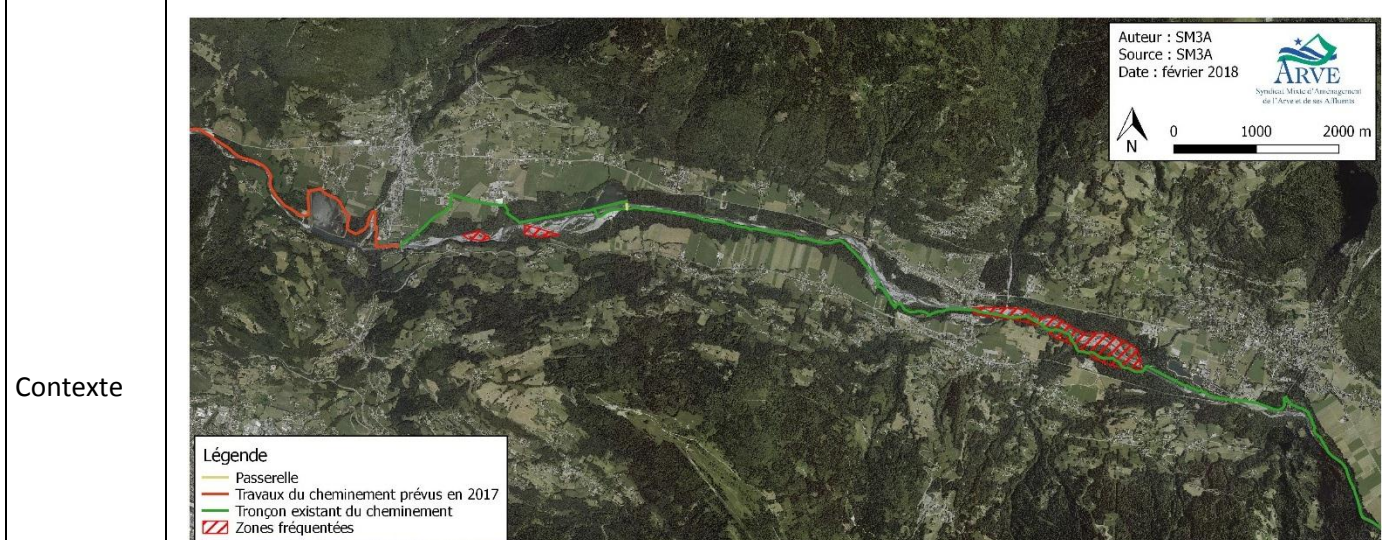 Contexte
Auteur : SM3A
Source : SM3A
Date : février 2018
ARVE
Syndicat Mixte d'Aménagement
de l'Arve et de ses Affluents
N
0 1000 2000 m
Légende
Passerelle
Travaux du cheminement prévus en 2017
Tronçon existant du cheminement
Zones fréquentées